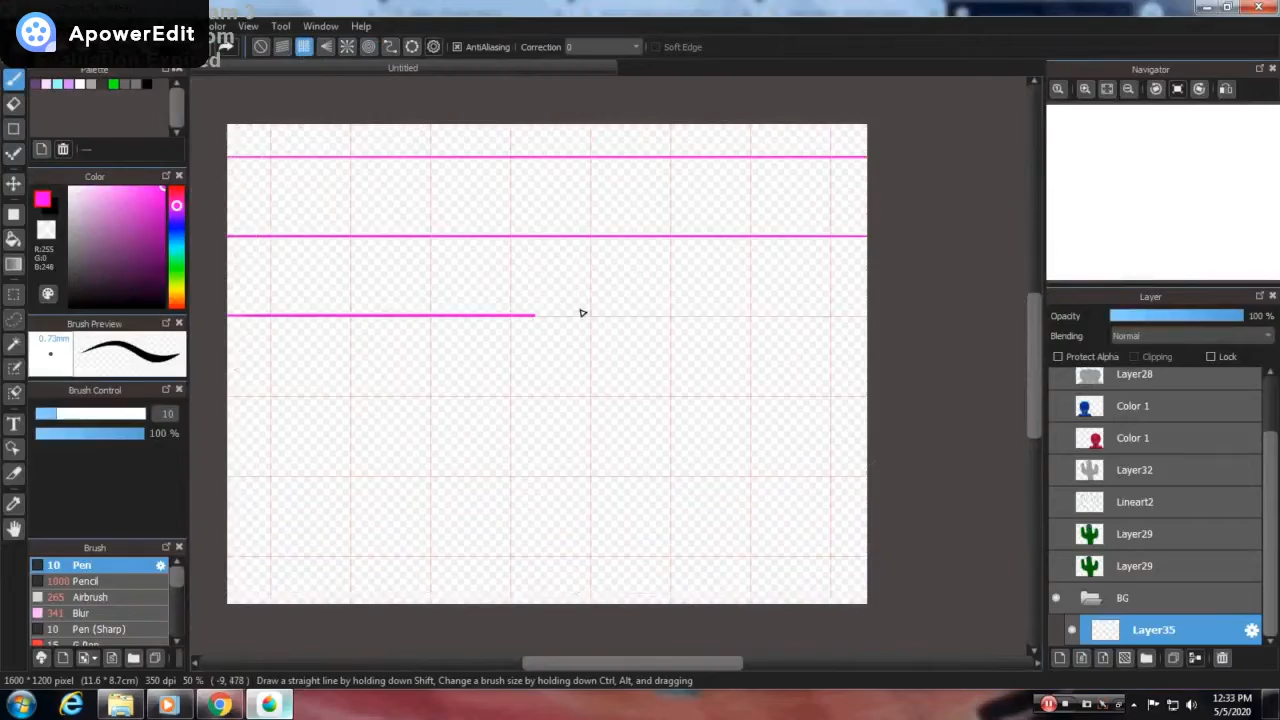 ApowerEdit
View Tool Window Help
AntiAliasing Correction 0 Soft Edge
Untitled
Palette
Color
R:255
G:0
B:248
Brush Preview
0.73mm
Brush Control
10
100 %
Brush
10 Pen
1000 Pencil
265 Airbrush
341 Blur
10 Pen (Sharp)
Navigator
Layer
Opacity 100 %
Blending Normal
Protect Alpha Clipping Lock
Layer28
Color 1
Color 1
Layer32
Lineart2
Layer29
Layer29
BG
Layer35
1600 * 1200 pixel (11.6 * 8.7cm) 350 dpi 50 % ( -9, 478 ) Draw a straight line by holding down Shift, Change a brush size by holding down Ctrl, Alt, and dragging
12:33 PM
5/5/2020